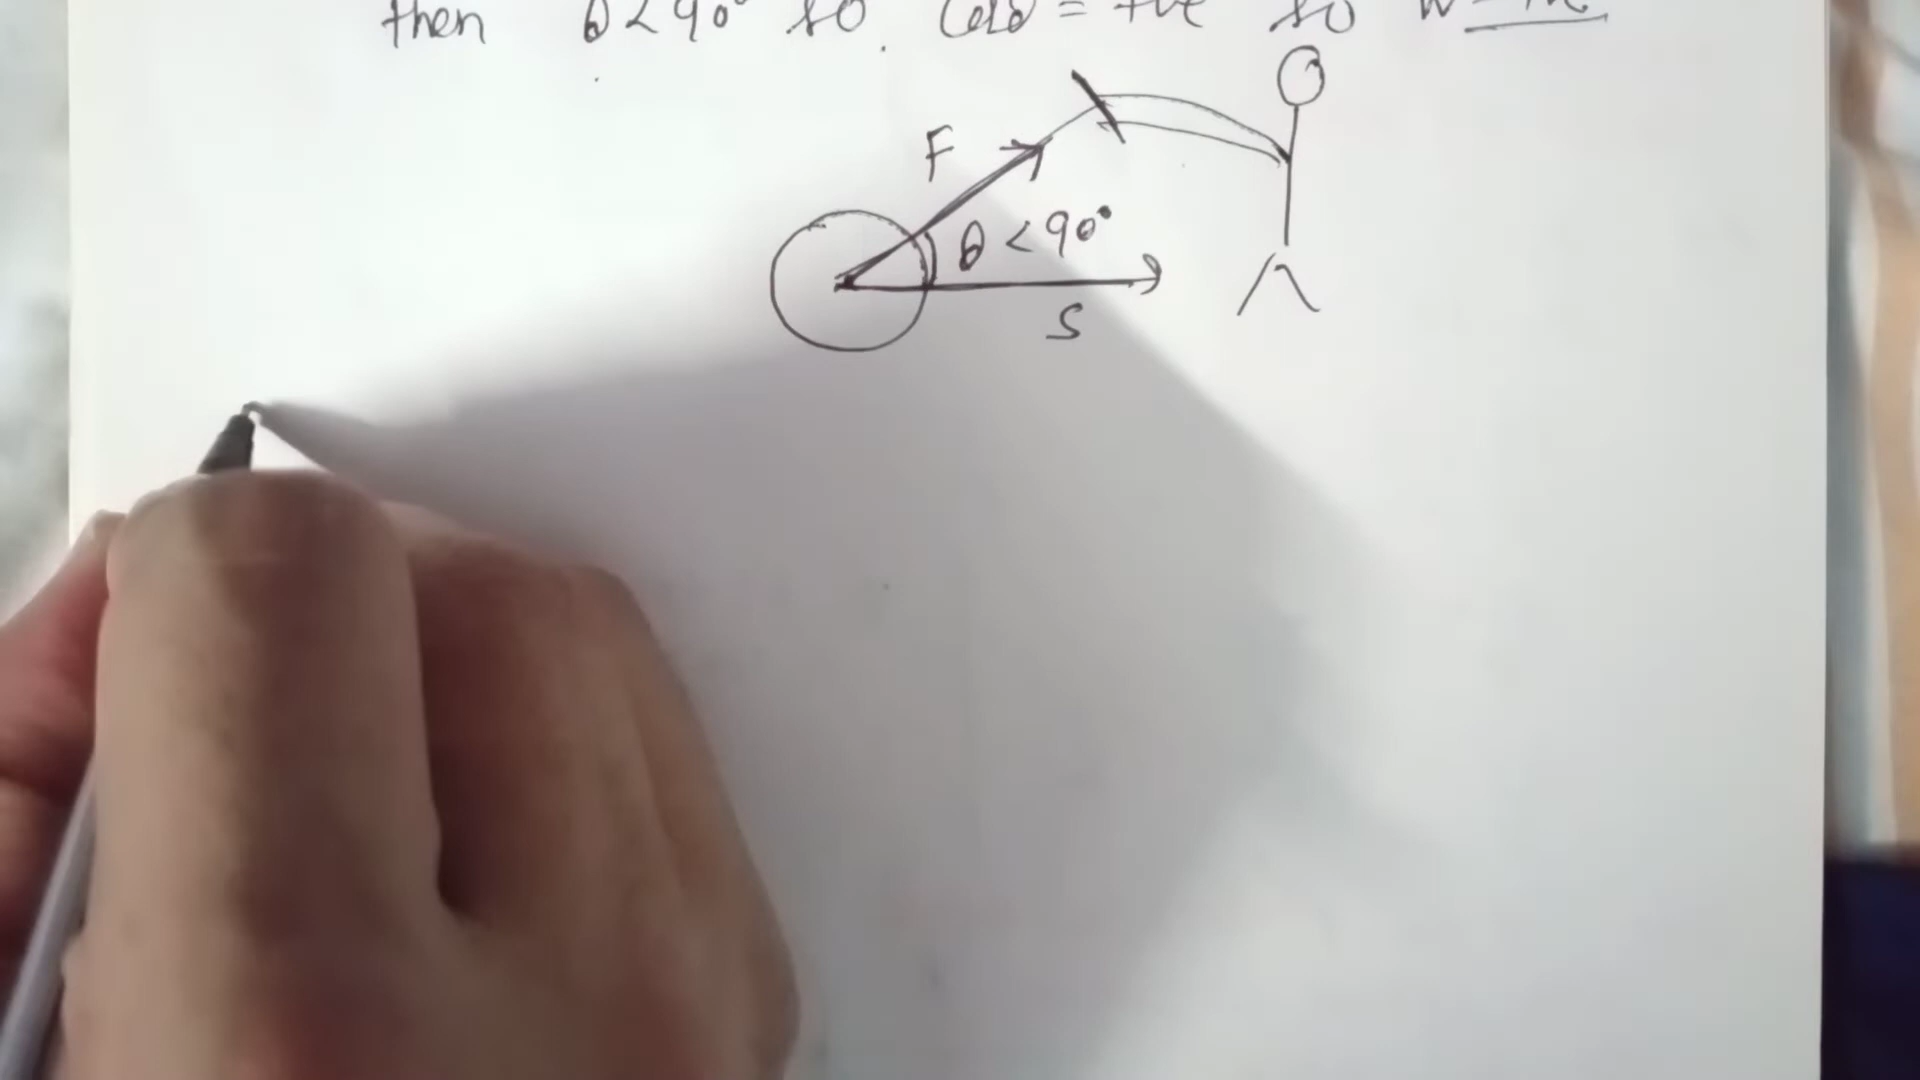 then θ < 90° so Cosθ = +ve so W = +ve
F
θ < 90°
S